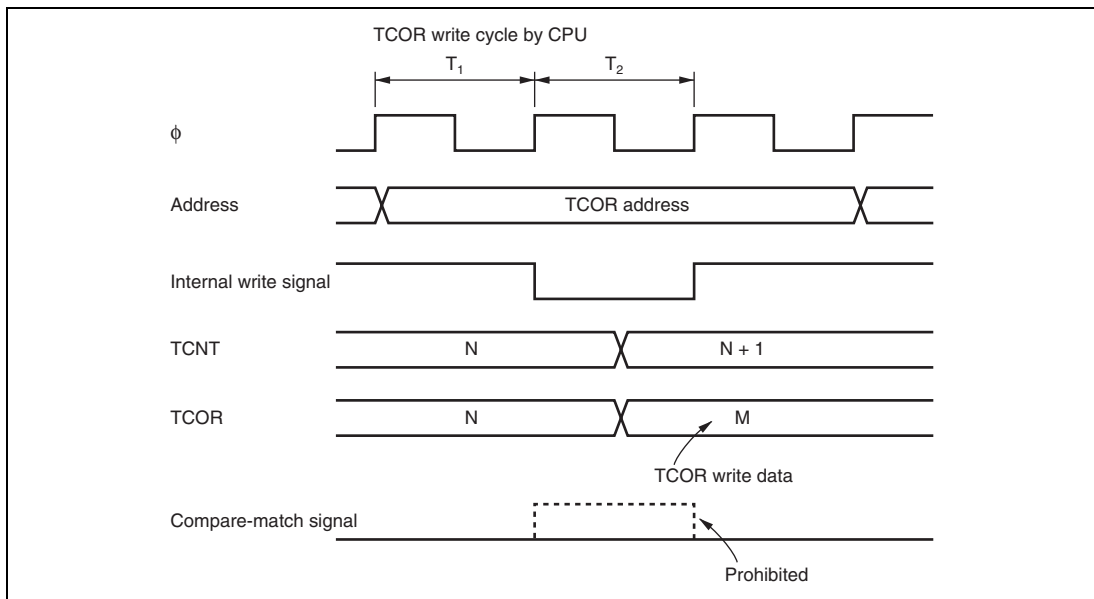 TCOR write cycle by CPU
T1 T2
ϕ
Address TCOR address
Internal write signal
TCNT N N + 1
TCOR N M
TCOR write data
Compare-match signal
Prohibited